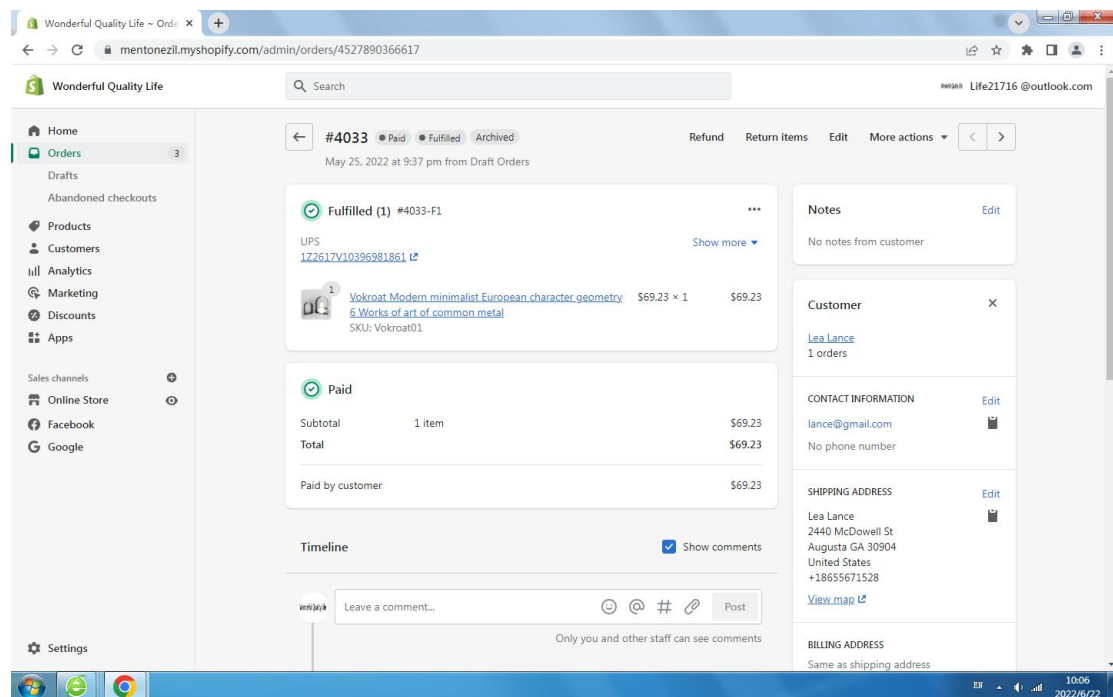 Wonderful Quality Life ~ Orde
mentonezil.myshopify.com/admin/orders/4527890366617
Wonderful Quality Life
Search
Life21716 @outlook.com
Home
Orders 3
Drafts
Abandoned checkouts
Products
Customers
Analytics
Marketing
Discounts
Apps
Sales channels
Online Store
Facebook
Google
Settings
#4033 Paid Fulfilled Archived
Refund Return items Edit More actions
May 25, 2022 at 9:37 pm from Draft Orders
Fulfilled (1) #4033-F1
UPS
Show more
1Z2617V10396981861
1
Vokroat Modern minimalist European character geometry $69.23 × 1 $69.23
6 Works of art of common metal
SKU: Vokroat01
Paid
Subtotal 1 item $69.23
Total $69.23
Paid by customer $69.23
Timeline Show comments
Leave a comment... Post
Only you and other staff can see comments
Notes Edit
No notes from customer
Customer
Lea Lance
1 orders
CONTACT INFORMATION Edit
lance@gmail.com
No phone number
SHIPPING ADDRESS Edit
Lea Lance
2440 McDowell St
Augusta GA 30904
United States
+18655671528
View map
BILLING ADDRESS
Same as shipping address
EN 10:06
2022/6/22